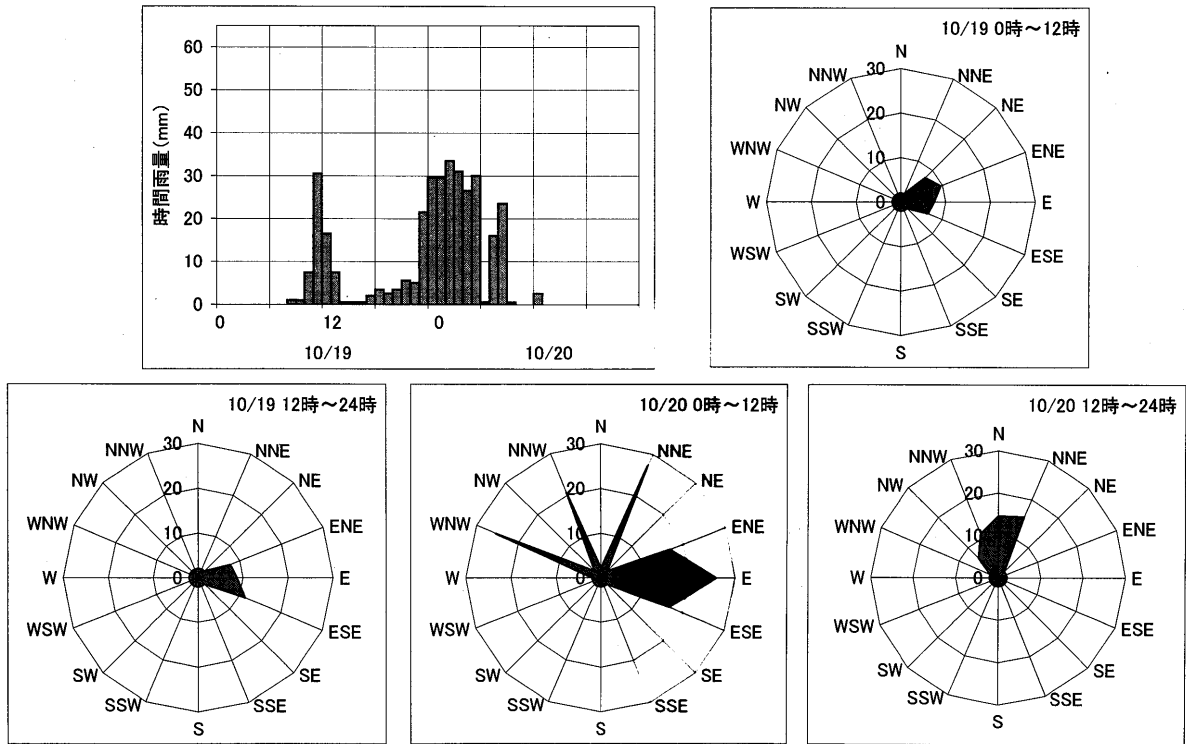 時間雨量(mm)
60
50
40
30
20
10
0
0 12 0
10/19 10/20
10/19 0時～12時
N
NNE
NE
ENE
E
ESE
SE
SSE
S
SSW
SW
WSW
W
WNW
NW
NNW
30
20
10
0
10/19 12時～24時
N
NNE
NE
ENE
E
ESE
SE
SSE
S
SSW
SW
WSW
W
WNW
NW
NNW
30
20
10
0
10/20 0時～12時
N
NNE
NE
ENE
E
ESE
SE
SSE
S
SSW
SW
WSW
W
WNW
NW
NNW
30
20
10
0
10/20 12時～24時
N
NNE
NE
ENE
E
ESE
SE
SSE
S
SSW
SW
WSW
W
WNW
NW
NNW
30
20
10
0